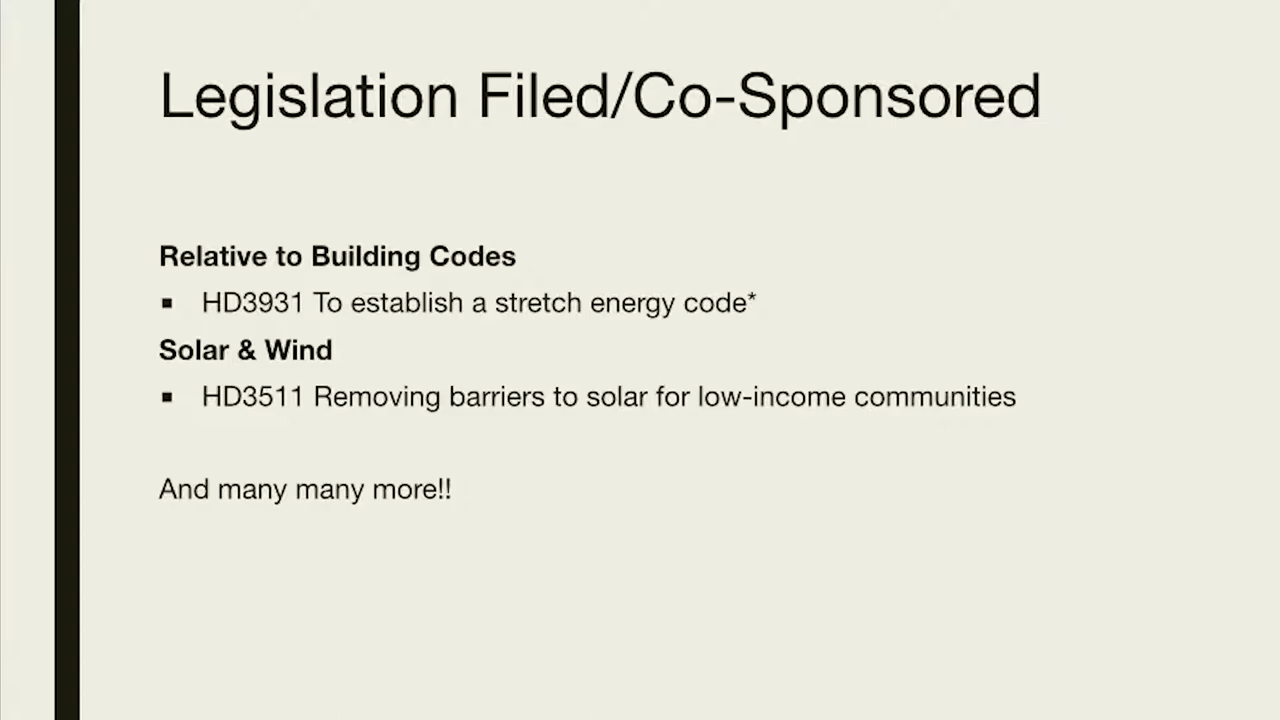 Legislation Filed/Co-Sponsored
Relative to Building Codes
▪ HD3931 To establish a stretch energy code*
Solar & Wind
▪ HD3511 Removing barriers to solar for low-income communities
And many many more!!